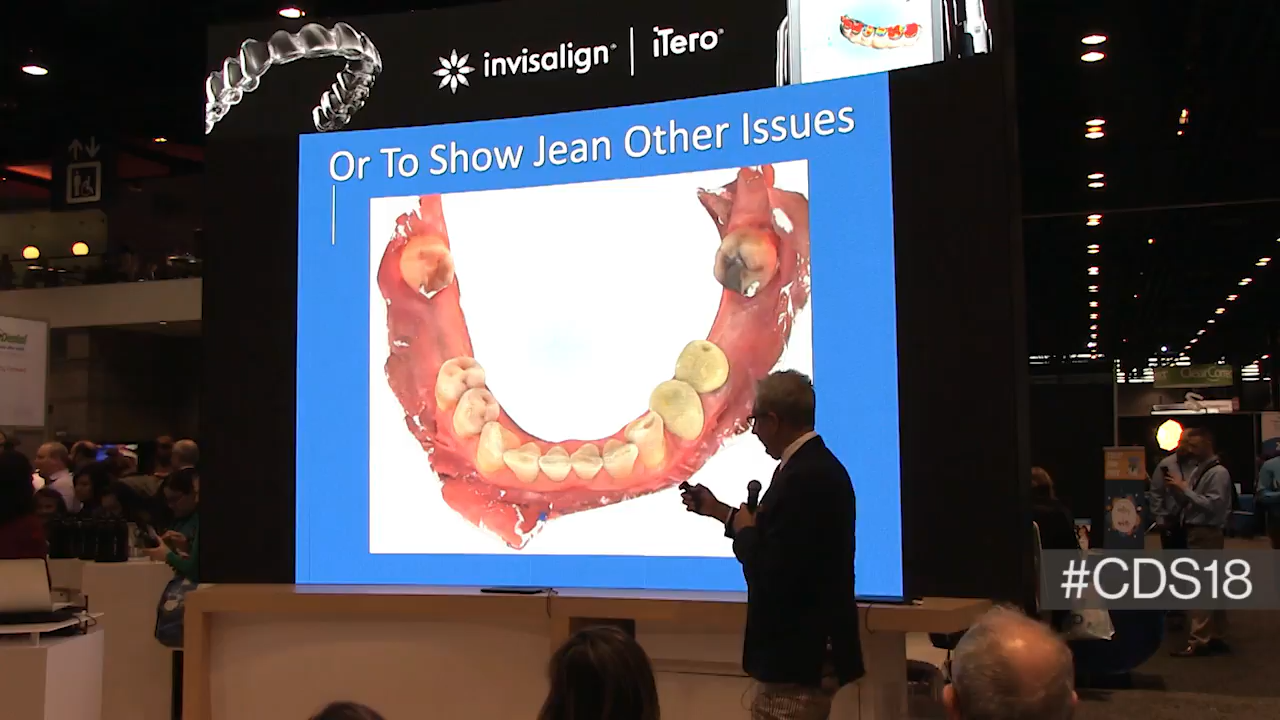 invisalign | iTero
Or To Show Jean Other Issues
#CDS18